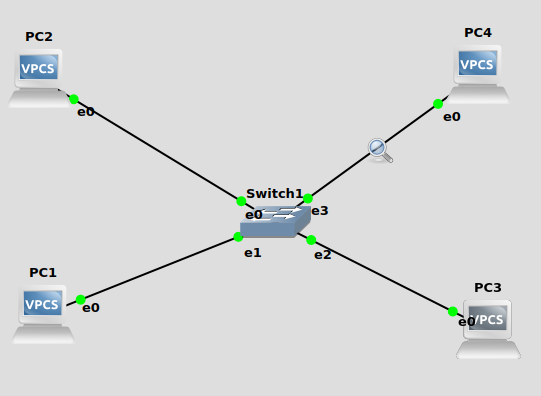 PC2
PC4
VPCS
VPCS
e0
e0
Switch1
e0
e3
e1
e2
PC1
PC3
VPCS
e0
e0
VPCS